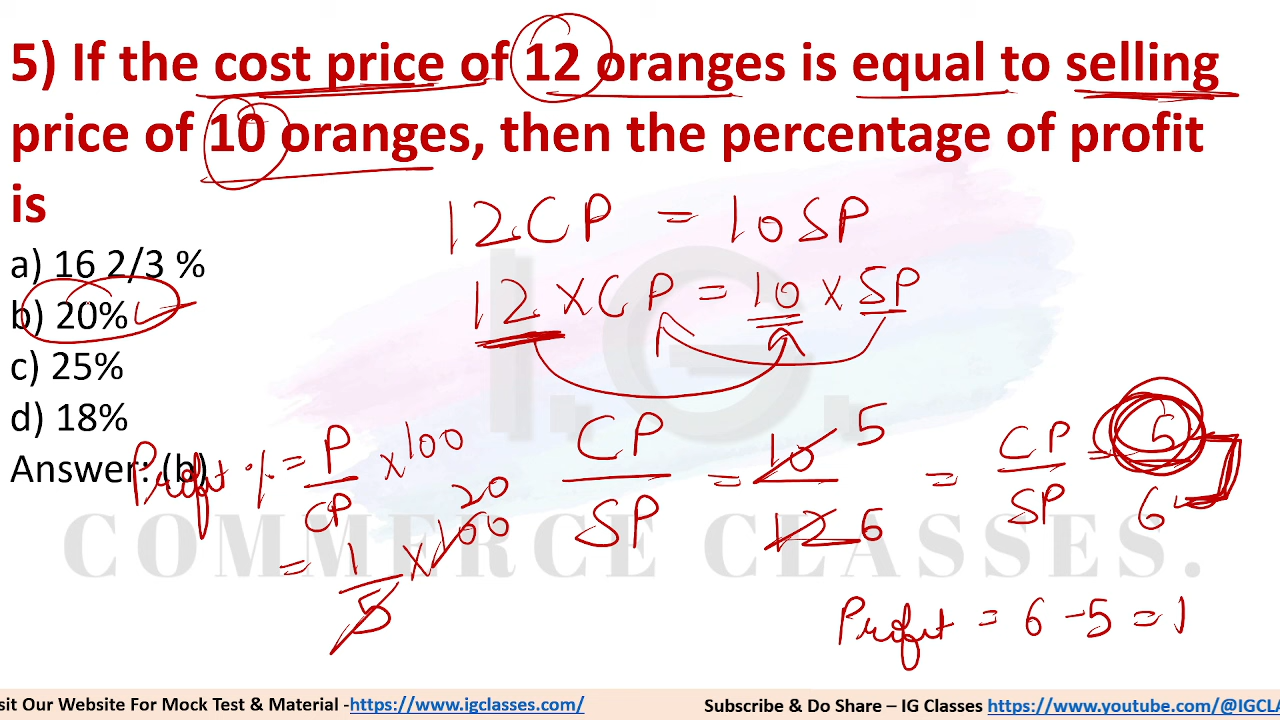 5) If the cost price of 12 oranges is equal to selling
price of 10 oranges, then the percentage of profit
is
12CP = 10SP
a) 16 2/3 %
12 × CP = 10 × SP
b) 20%
c) 25%
d) 18%
Answer: (b)
Profit % = P/CP × 100
= 1/5 × 100 20
CP/SP = 10/12 5/6 = CP/SP = 5/6
Profit = 6 - 5 = 1
I.G.
COMMERCE CLASSES.
sit Our Website For Mock Test & Material -https://www.igclasses.com/
Subscribe & Do Share – IG Classes https://www.youtube.com/@IGCLA